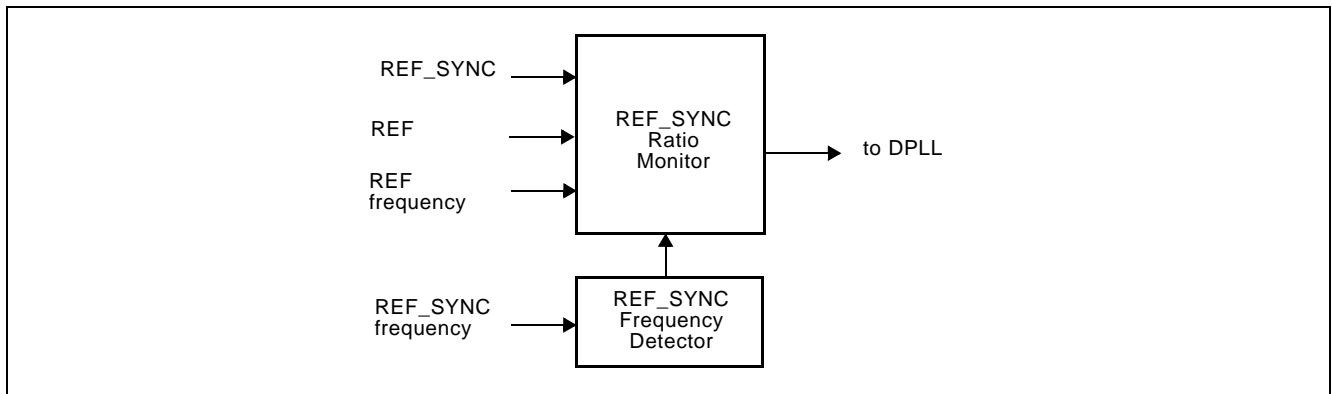 REF_SYNC
REF
REF
frequency
REF_SYNC
Ratio
Monitor
to DPLL
REF_SYNC
frequency
REF_SYNC
Frequency
Detector